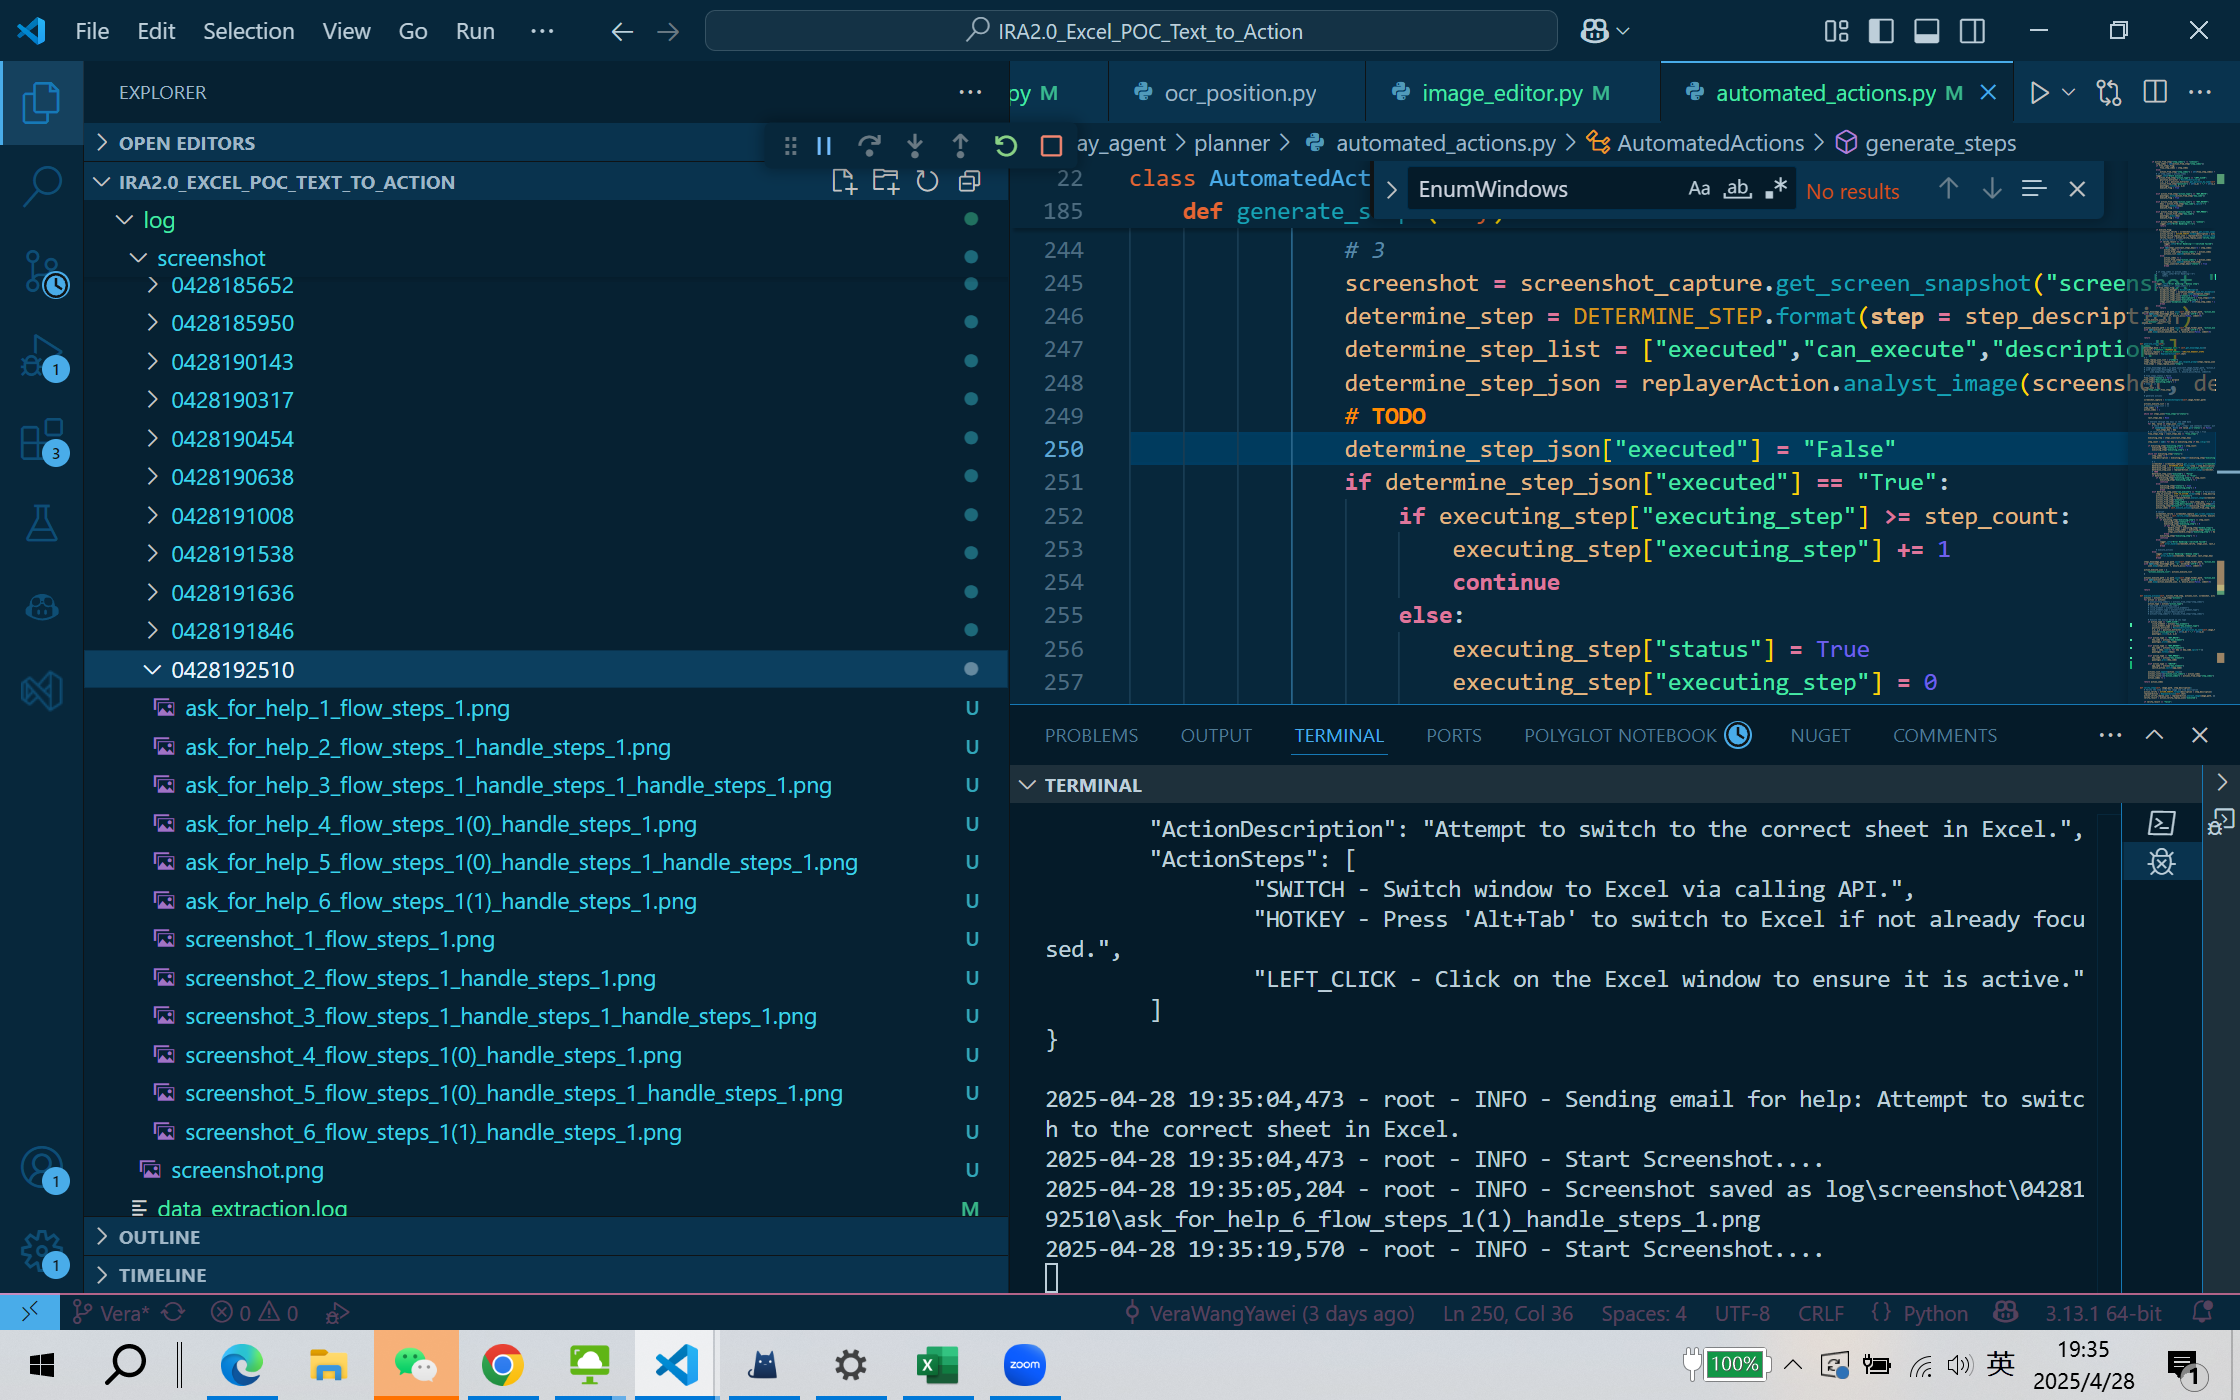 File Edit Selection View Go Run ···
IRA2.0_Excel_POC_Text_to_Action
EXPLORER
OPEN EDITORS
IRA2.0_EXCEL_POC_TEXT_TO_ACTION
log
screenshot
0428185652
0428185950
0428190143
0428190317
0428190454
0428190638
0428191008
0428191538
0428191636
0428191846
0428192510
ask_for_help_1_flow_steps_1.png U
ask_for_help_2_flow_steps_1_handle_steps_1.png U
ask_for_help_3_flow_steps_1_handle_steps_1_handle_steps_1.png U
ask_for_help_4_flow_steps_1(0)_handle_steps_1.png U
ask_for_help_5_flow_steps_1(0)_handle_steps_1_handle_steps_1.png U
ask_for_help_6_flow_steps_1(1)_handle_steps_1.png U
screenshot_1_flow_steps_1.png U
screenshot_2_flow_steps_1_handle_steps_1.png U
screenshot_3_flow_steps_1_handle_steps_1_handle_steps_1.png U
screenshot_4_flow_steps_1(0)_handle_steps_1.png U
screenshot_5_flow_steps_1(0)_handle_steps_1_handle_steps_1.png U
screenshot_6_flow_steps_1(1)_handle_steps_1.png U
screenshot.png U
data_extraction.log M
OUTLINE
TIMELINE
1
3
1
1
py M ocr_position.py image_editor.py M automated_actions.py M
ay_agent > planner > automated_actions.py > AutomatedActions > generate_steps
EnumWindows Aa ab No results
22 class AutomatedAct
185 def generate_s
244 # 3
245 screenshot = screenshot_capture.get_screen_snapshot("screenshot
246 determine_step = DETERMINE_STEP.format(step = step_description)
247 determine_step_list = ["executed","can_execute","description"]
248 determine_step_json = replayerAction.analyst_image(screenshot, de
249 # TODO
250 determine_step_json["executed"] = "False"
251 if determine_step_json["executed"] == "True":
252 if executing_step["executing_step"] >= step_count:
253 executing_step["executing_step"] += 1
254 continue
255 else:
256 executing_step["status"] = True
257 executing_step["executing_step"] = 0
PROBLEMS OUTPUT TERMINAL PORTS POLYGLOT NOTEBOOK NUGET COMMENTS
TERMINAL
"ActionDescription": "Attempt to switch to the correct sheet in Excel.",
"ActionSteps": [
"SWITCH - Switch window to Excel via calling API.",
"HOTKEY - Press 'Alt+Tab' to switch to Excel if not already focu
sed.",
"LEFT_CLICK - Click on the Excel window to ensure it is active."
]
}
2025-04-28 19:35:04,473 - root - INFO - Sending email for help: Attempt to switc
h to the correct sheet in Excel.
2025-04-28 19:35:04,473 - root - INFO - Start Screenshot....
2025-04-28 19:35:05,204 - root - INFO - Screenshot saved as log\screenshot\04281
92510\ask_for_help_6_flow_steps_1(1)_handle_steps_1.png
2025-04-28 19:35:19,570 - root - INFO - Start Screenshot....
Vera* 0 0 VeraWangYawei (3 days ago) Ln 250, Col 36 Spaces: 4 UTF-8 CRLF {} Python 3.13.1 64-bit
zoom
100%
英
19:35
2025/4/28
1